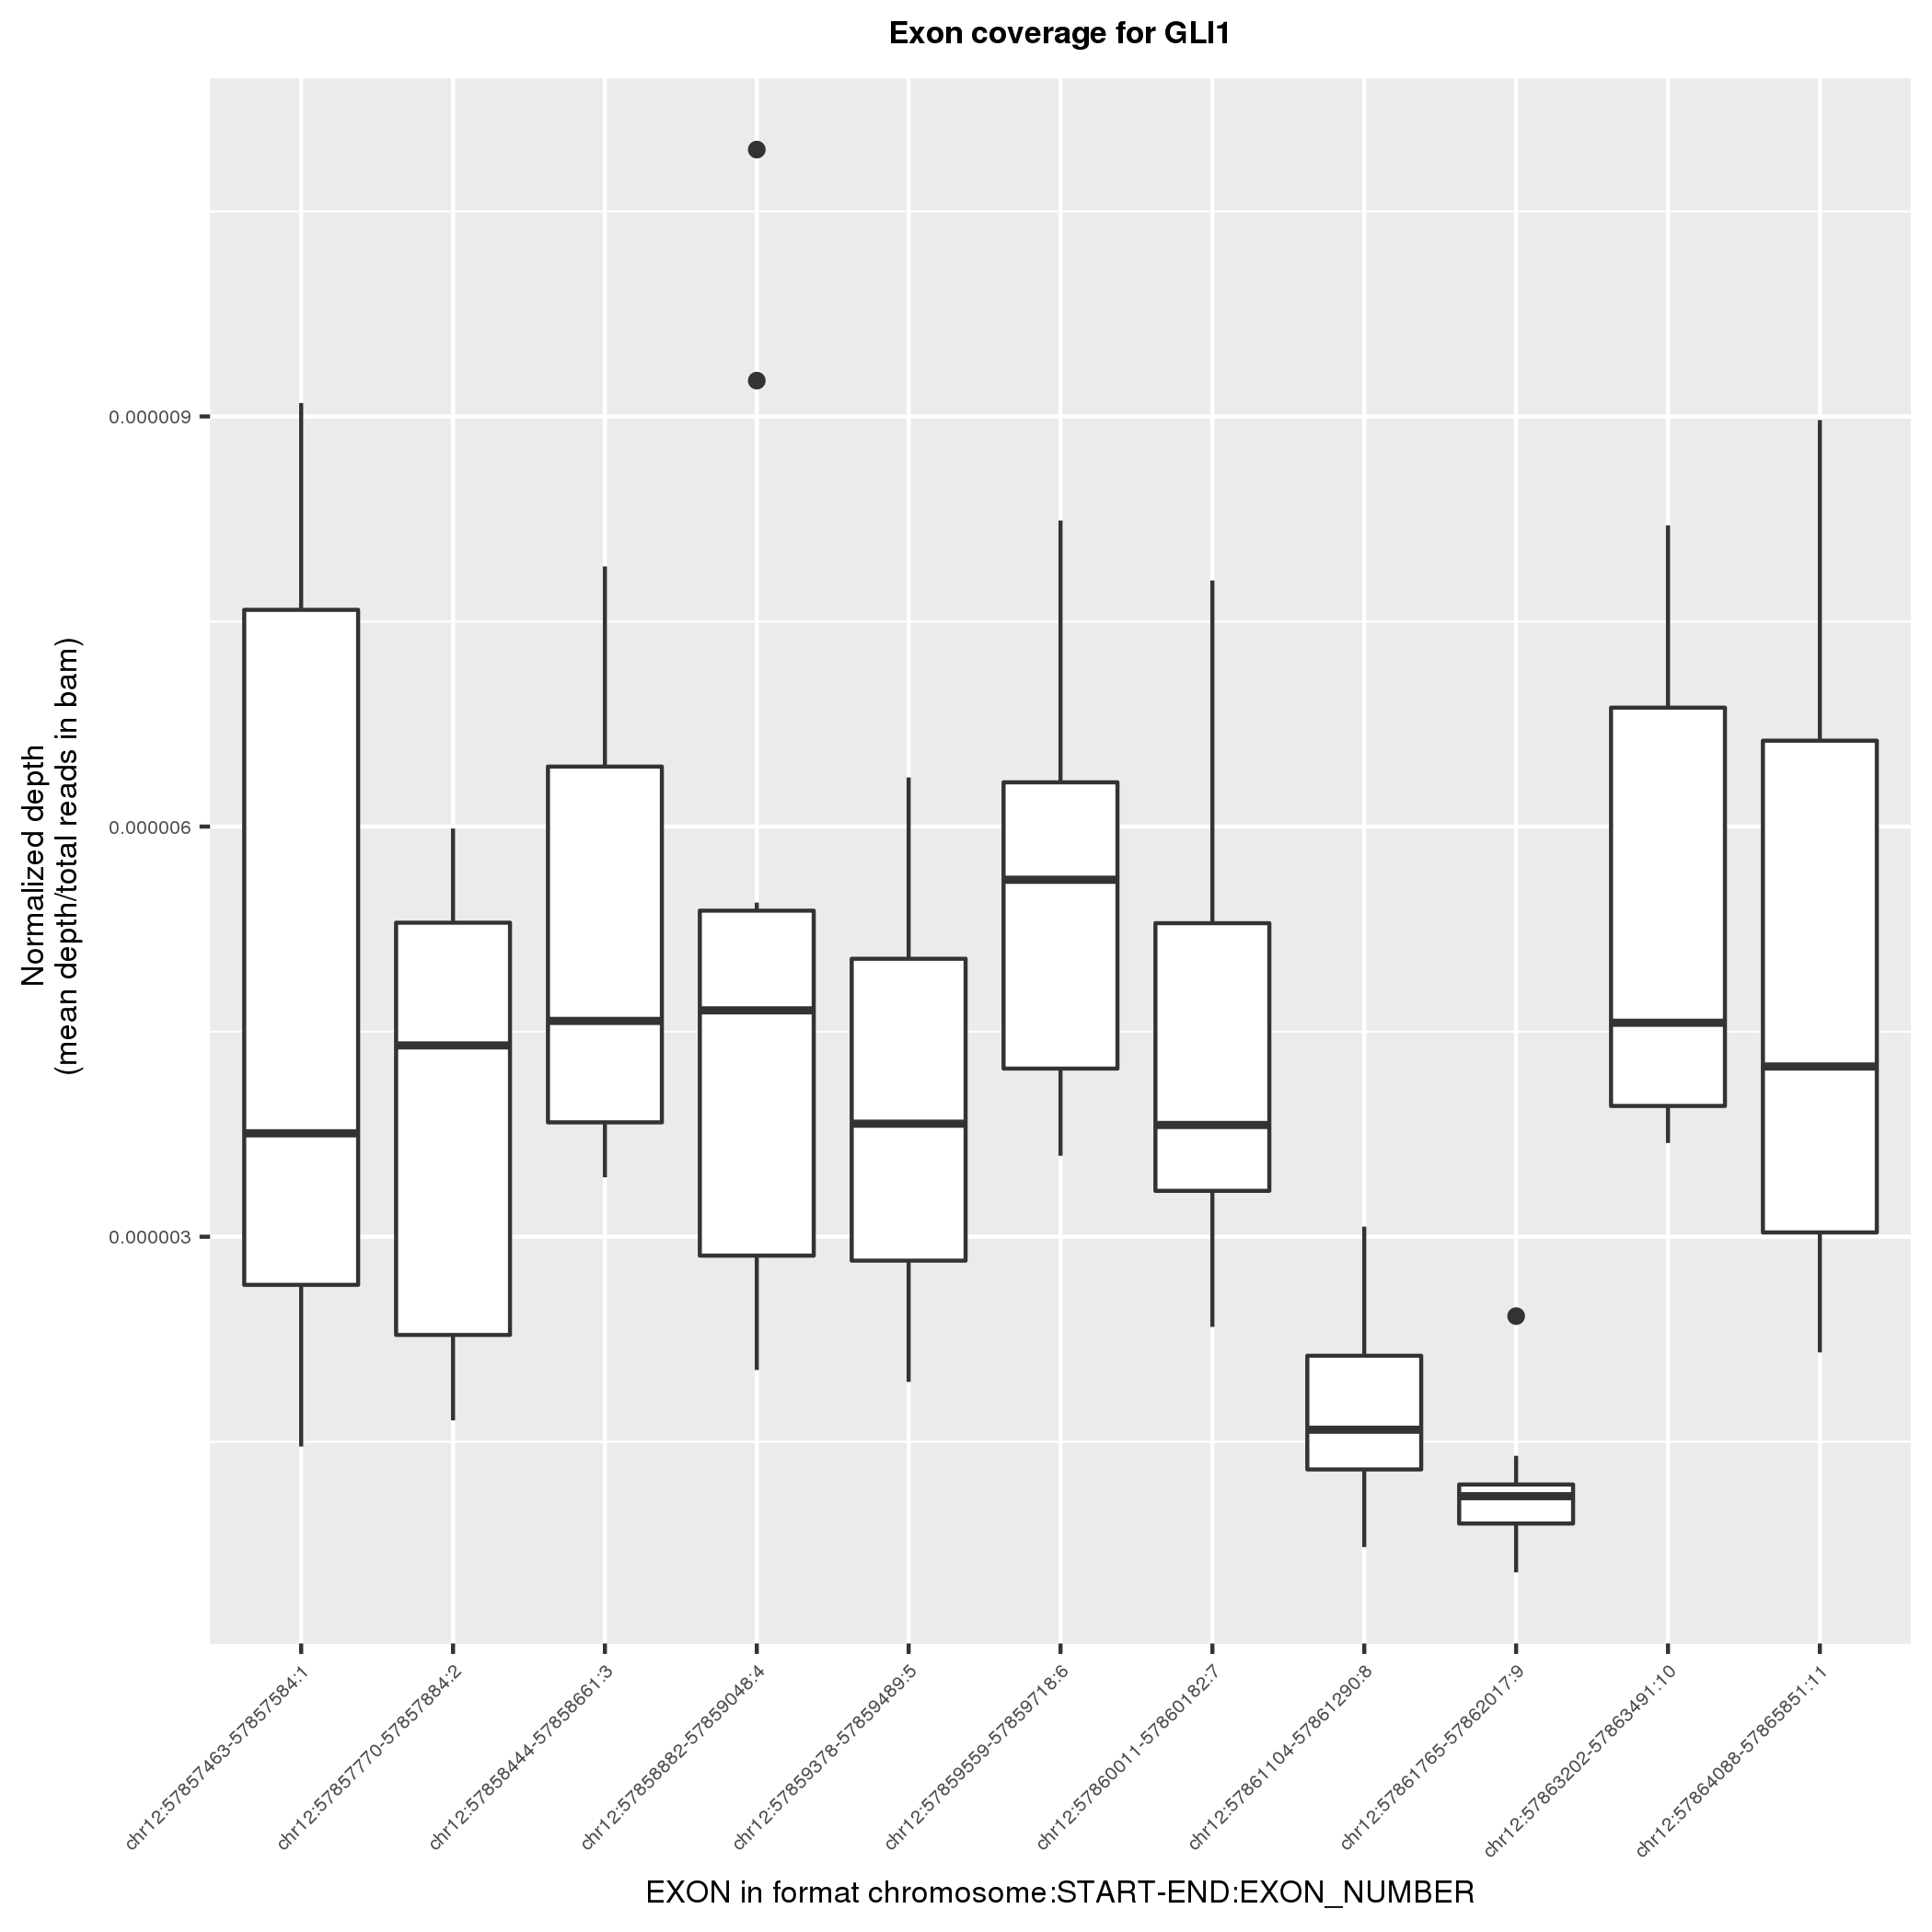 Exon coverage for GLI1
Normalized depth
(mean depth/total reads in bam)
0.000009
0.000006
0.000003
chr12:57857463-57857584:1
chr12:57857770-57857884:2
chr12:57858444-57858661:3
chr12:57858882-57859048:4
chr12:57859378-57859489:5
chr12:57859559-57859718:6
chr12:57860011-57860182:7
chr12:57861104-57861290:8
chr12:57861765-57862017:9
chr12:57863202-57863491:10
chr12:57864088-57865851:11
EXON in format chromosome:START-END:EXON_NUMBER